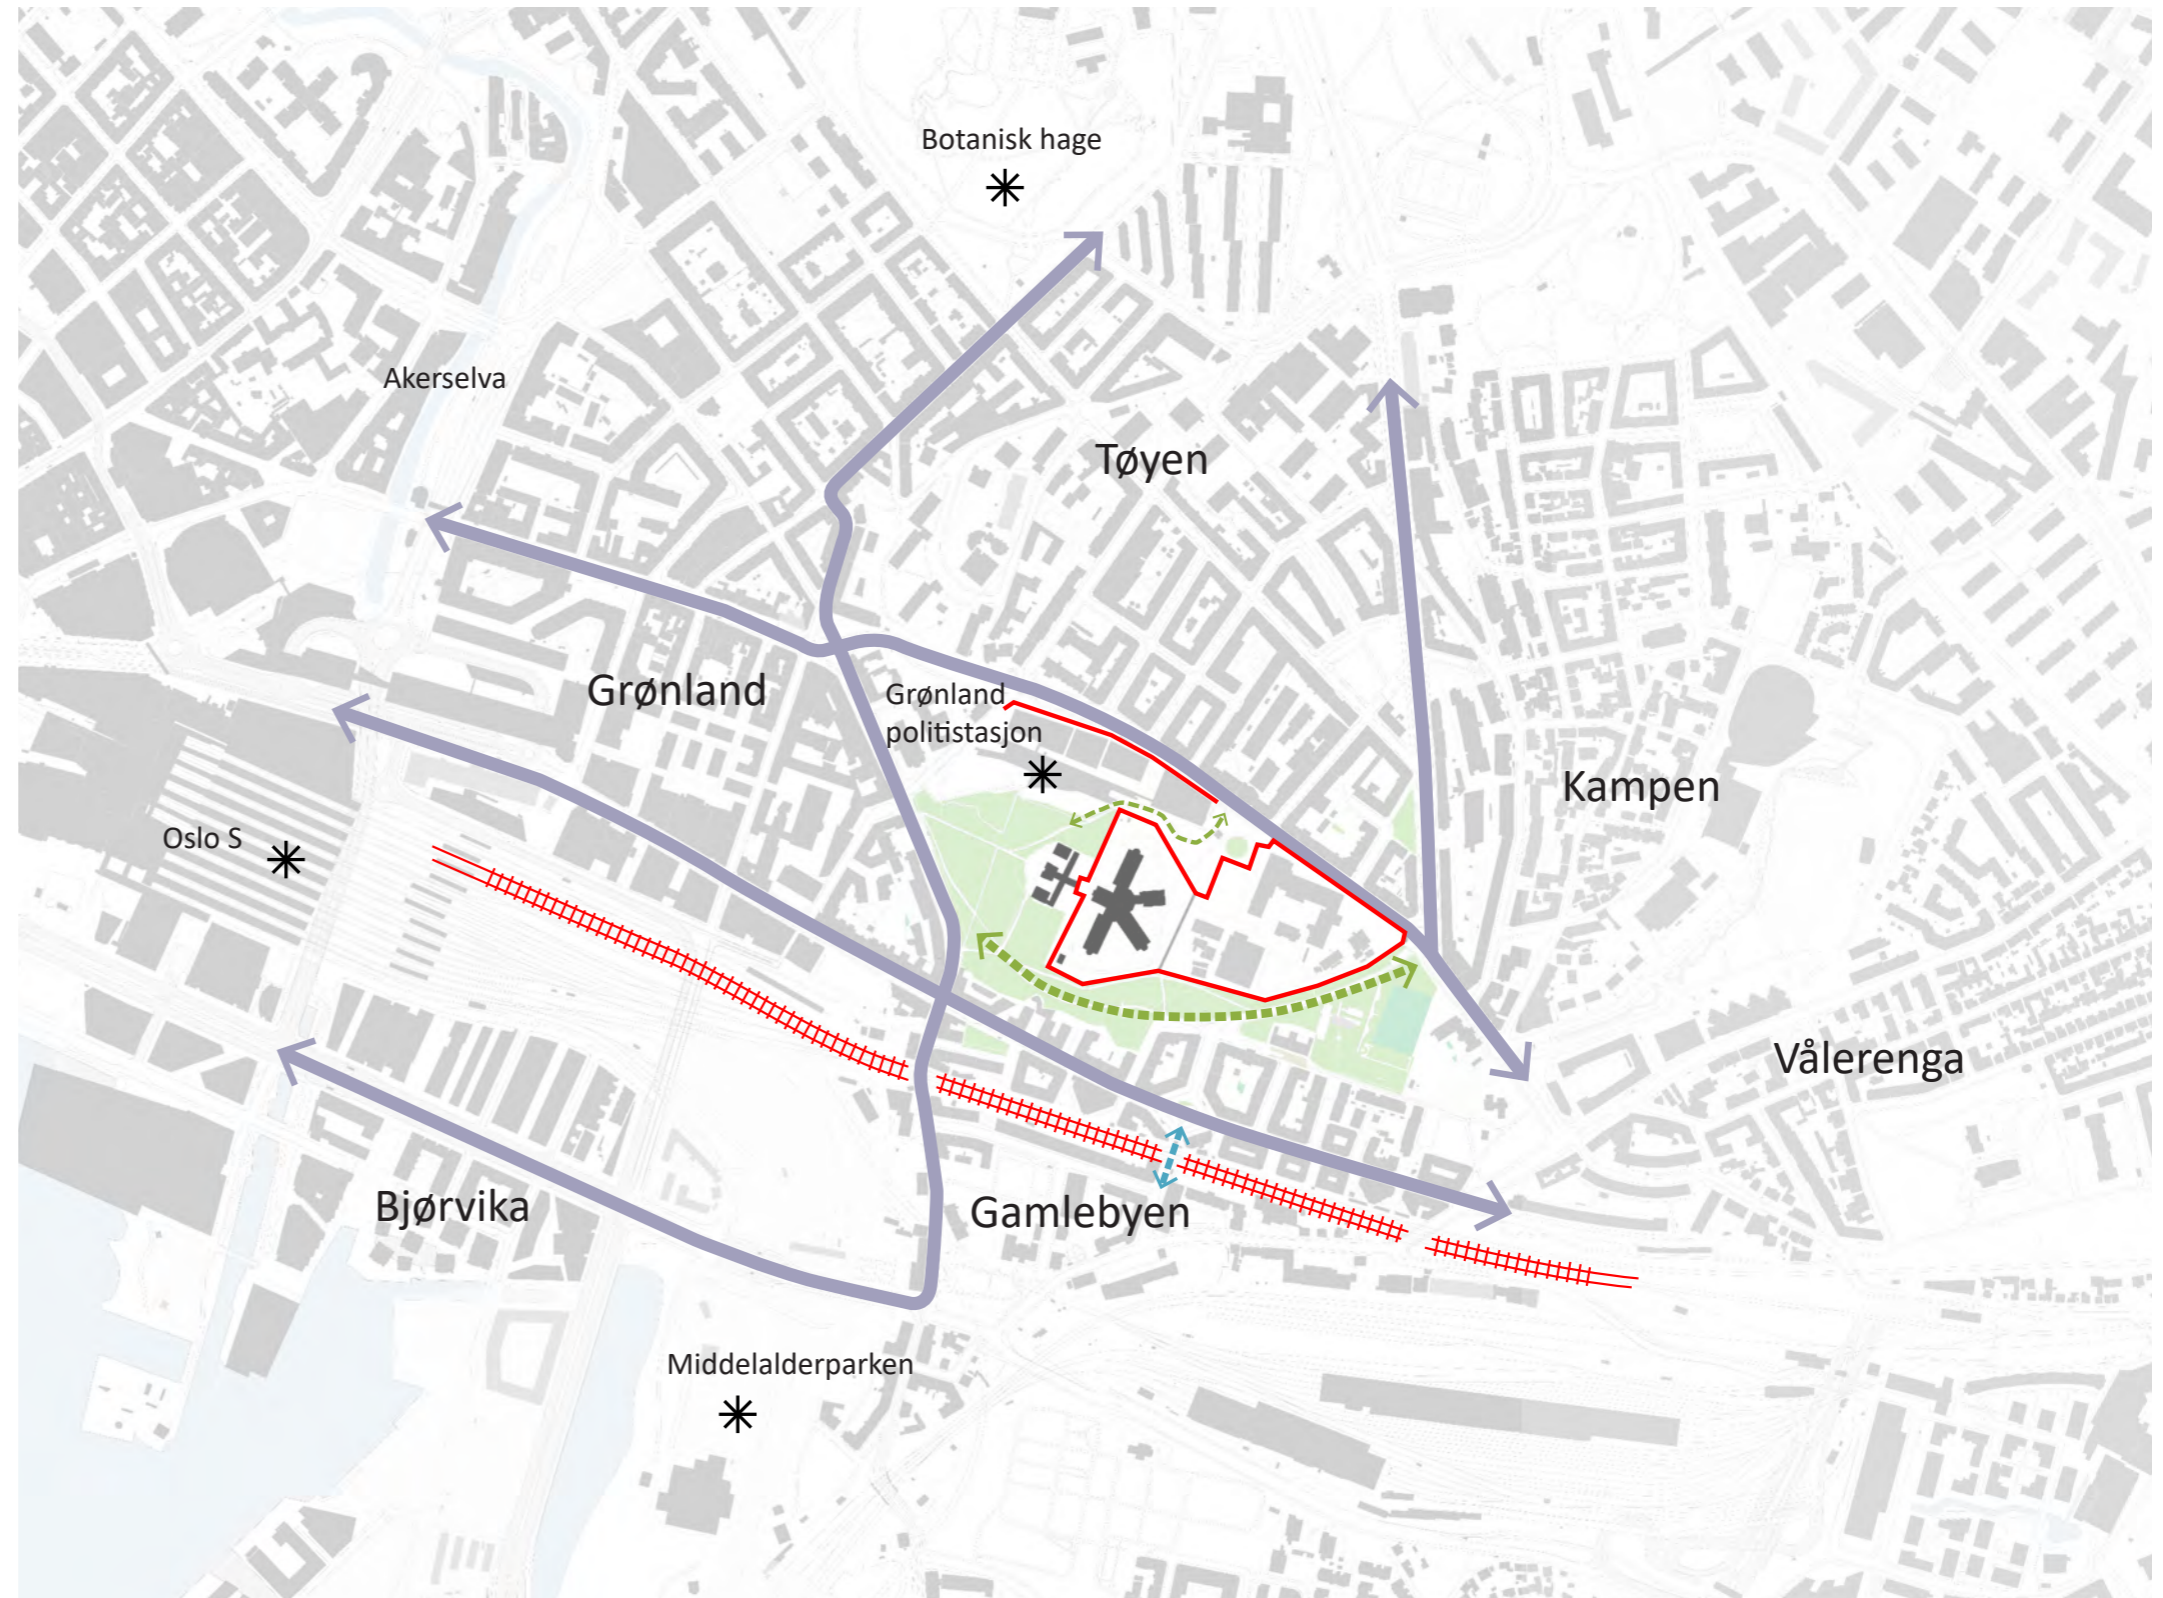 Botanisk hage
Akerselva
Tøyen
Grønland
Grønland
politistasjon
Kampen
Oslo S
Vålerenga
Bjørvika
Gamlebyen
Middelalderparken